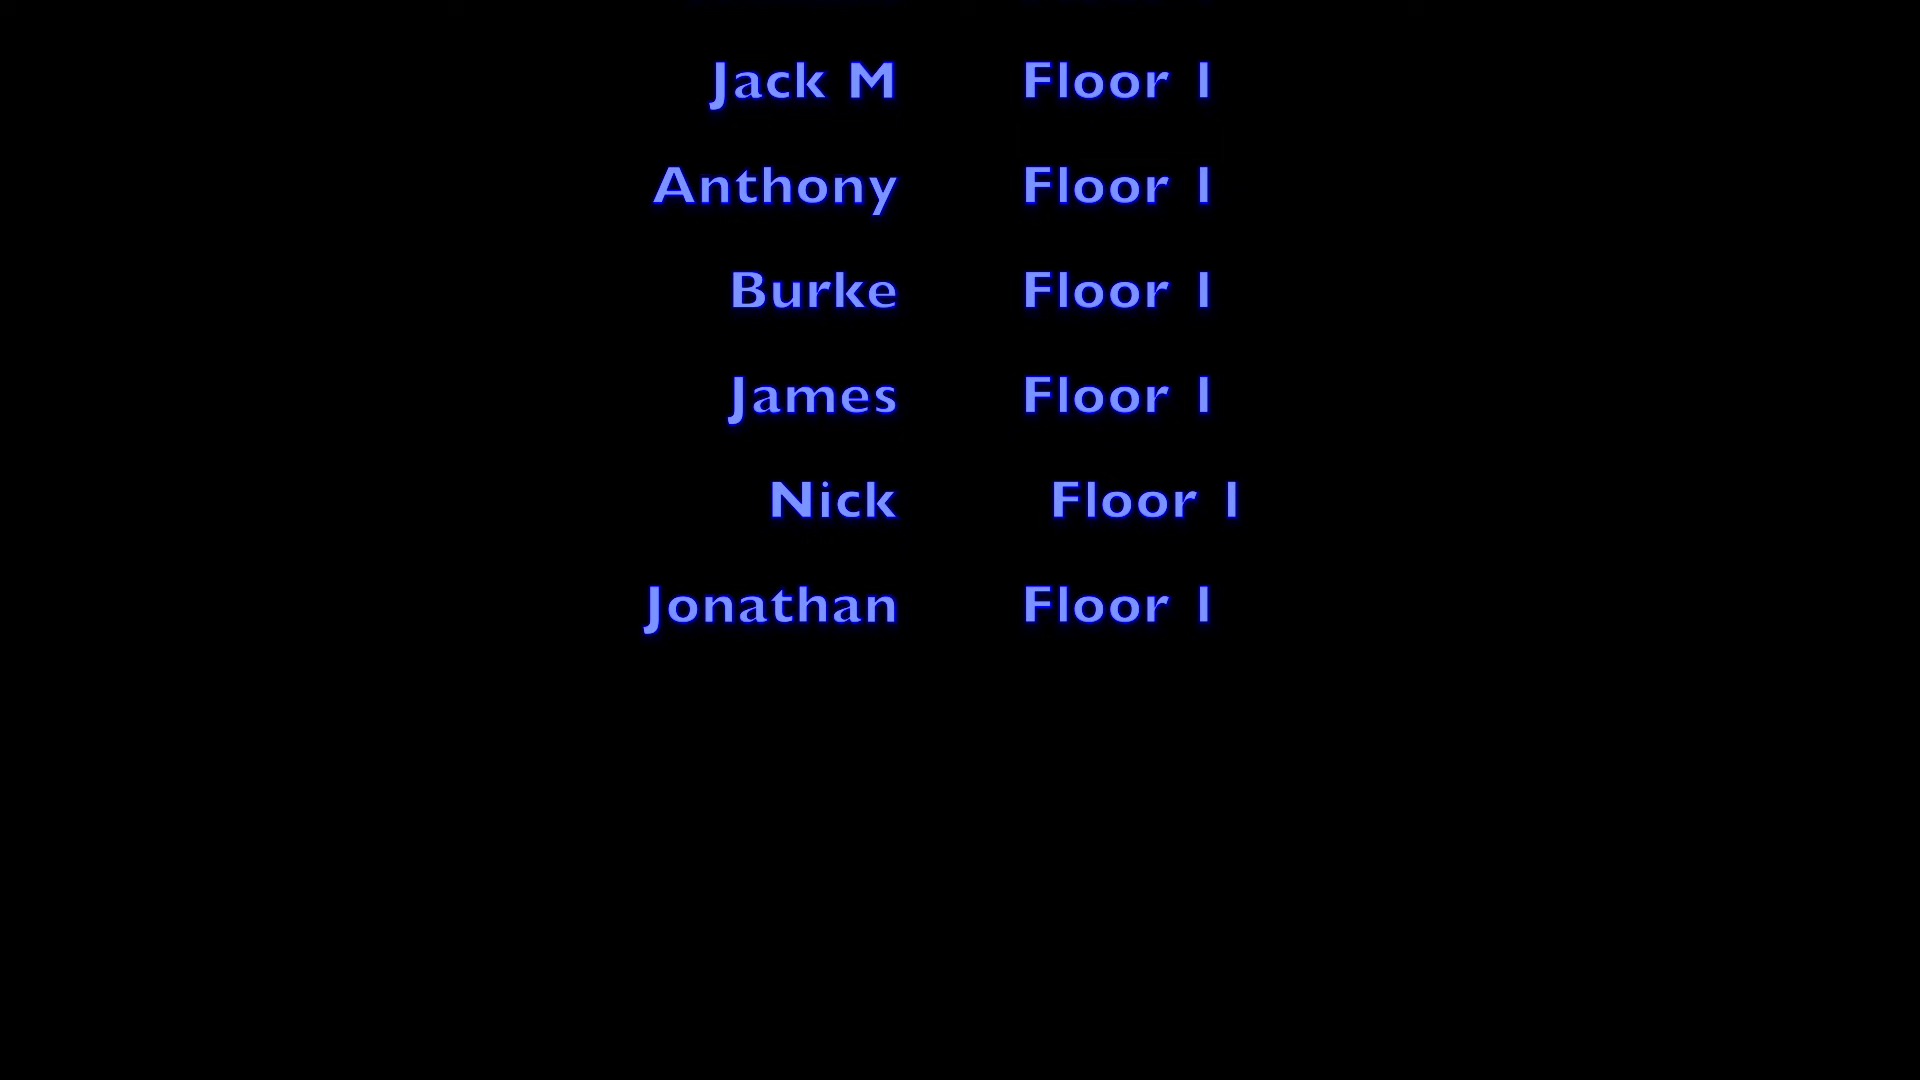 Jack M Floor 1
Anthony Floor 1
Burke Floor 1
James Floor 1
Nick Floor 1
Jonathan Floor 1